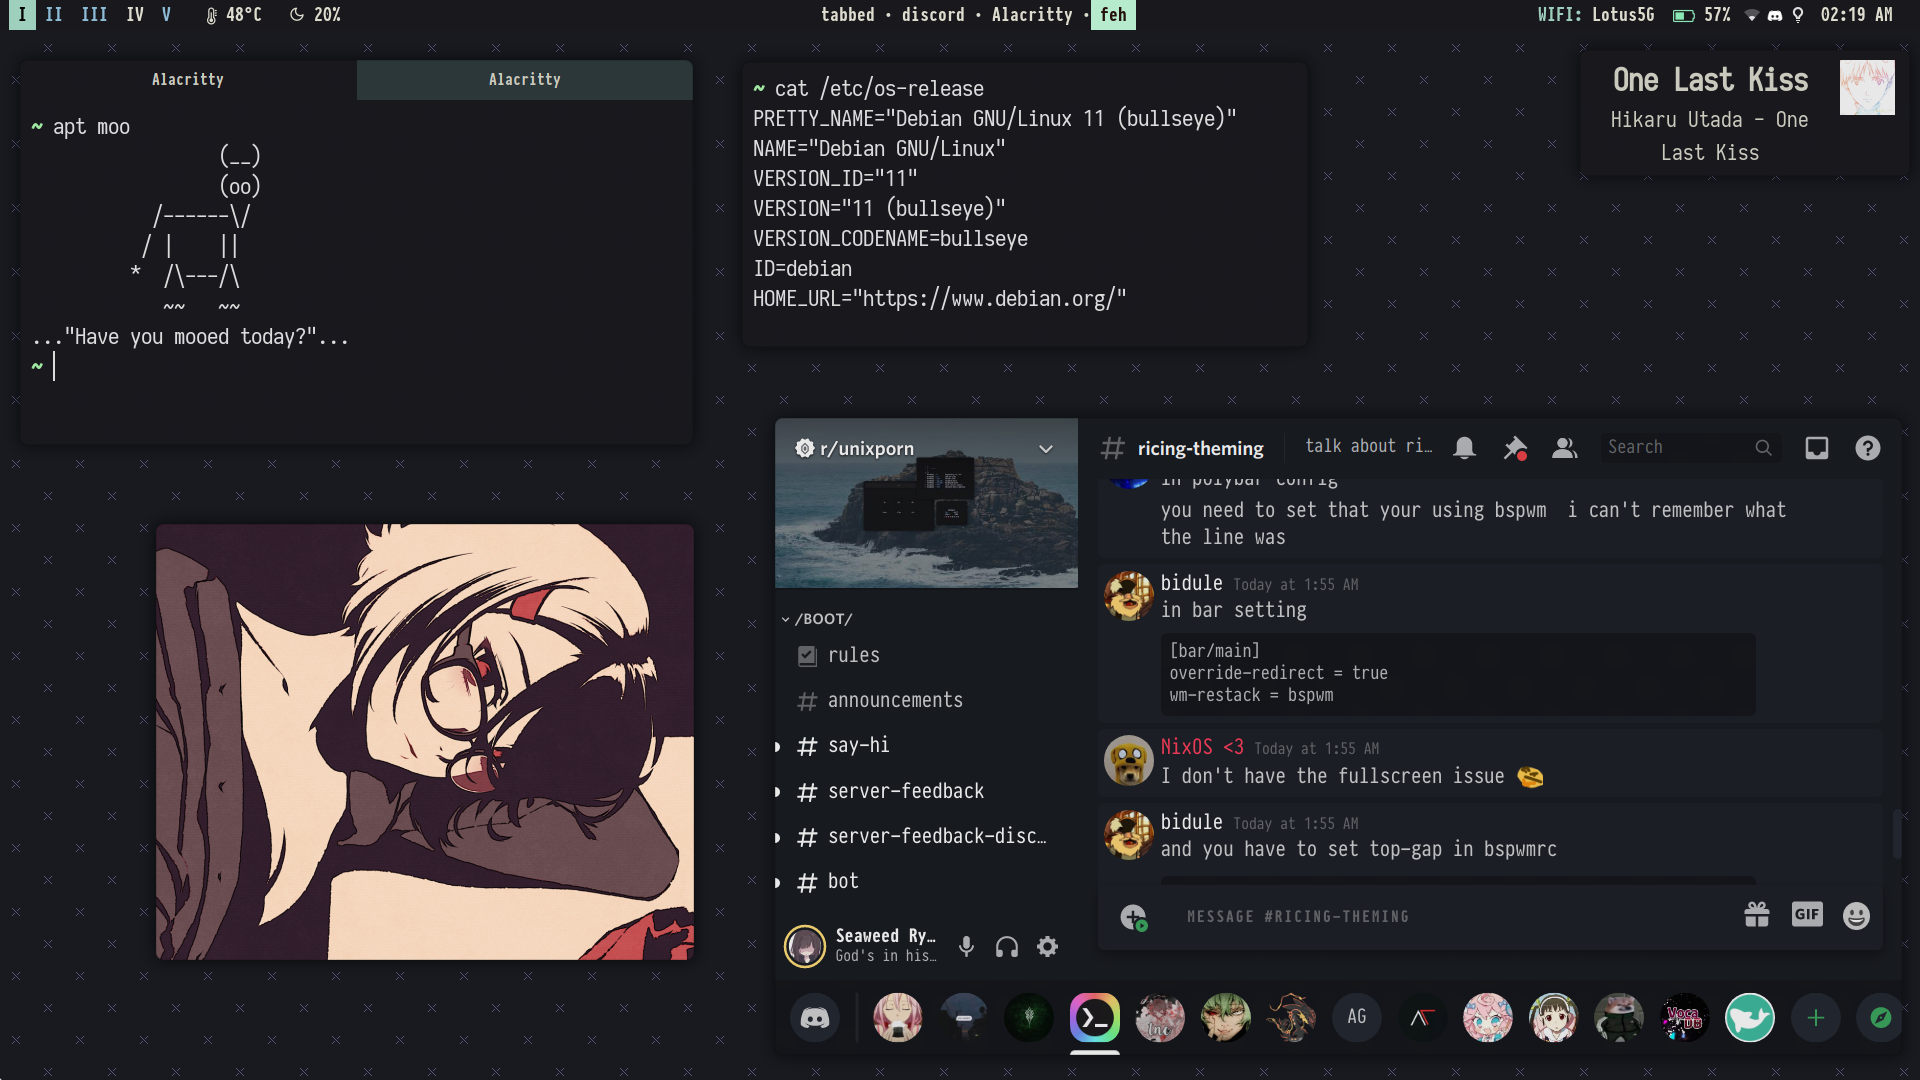 I II III IV V 48°C 20%
tabbed • discord • Alacritty • feh
WIFI: Lotus5G 57% 02:19 AM
Alacritty Alacritty
~ apt moo
                 (__)
                 (oo)
           /------\/
          / |    ||
         *  /\---/\
            ~~   ~~
..."Have you mooed today?"...
~
~ cat /etc/os-release
PRETTY_NAME="Debian GNU/Linux 11 (bullseye)"
NAME="Debian GNU/Linux"
VERSION_ID="11"
VERSION="11 (bullseye)"
VERSION_CODENAME=bullseye
ID=debian
HOME_URL="https://www.debian.org/"
One Last Kiss
Hikaru Utada - One
Last Kiss
r/unixporn
/BOOT/
rules
# announcements
# say-hi
# server-feedback
# server-feedback-disc…
# bot
Seaweed Ry…
God's in his…
# ricing-theming talk about ri… Search
in polybar config
you need to set that your using bspwm  i can't remember what
the line was
bidule Today at 1:55 AM
in bar setting
[bar/main]
override-redirect = true
wm-restack = bspwm
NixOS <3 Today at 1:55 AM
I don't have the fullscreen issue
bidule Today at 1:55 AM
and you have to set top-gap in bspwmrc
MESSAGE #RICING-THEMING
GIF
AG